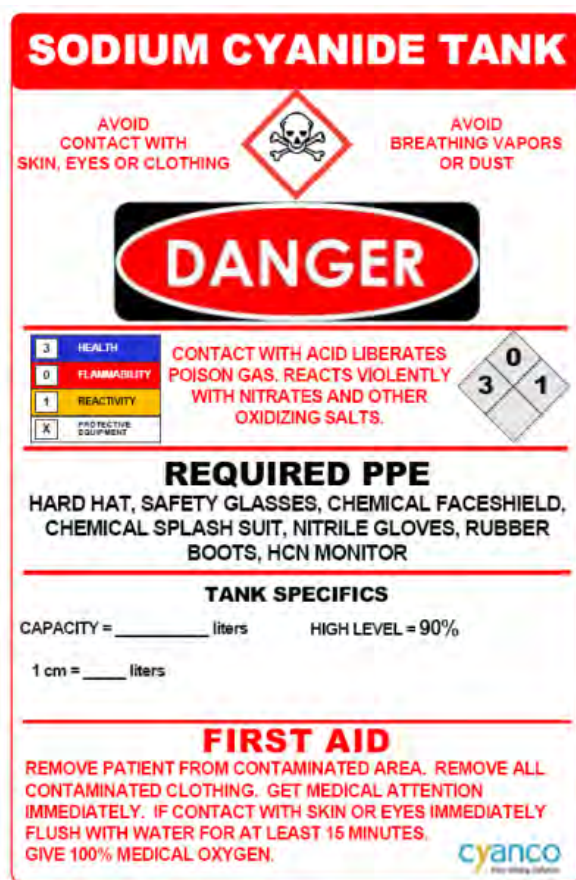 SODIUM CYANIDE TANK
AVOID
CONTACT WITH
SKIN, EYES OR CLOTHING
AVOID
BREATHING VAPORS
OR DUST
DANGER
3 HEALTH
0 FLAMMABILITY
1 REACTIVITY
X PROTECTIVE
EQUIPMENT
CONTACT WITH ACID LIBERATES
POISON GAS. REACTS VIOLENTLY
WITH NITRATES AND OTHER
OXIDIZING SALTS.
0
3 1
REQUIRED PPE
HARD HAT, SAFETY GLASSES, CHEMICAL FACESHIELD,
CHEMICAL SPLASH SUIT, NITRILE GLOVES, RUBBER
BOOTS, HCN MONITOR
TANK SPECIFICS
CAPACITY = __________ liters HIGH LEVEL = 90%
1 cm = _____ liters
FIRST AID
REMOVE PATIENT FROM CONTAMINATED AREA. REMOVE ALL
CONTAMINATED CLOTHING. GET MEDICAL ATTENTION
IMMEDIATELY. IF CONTACT WITH SKIN OR EYES IMMEDIATELY
FLUSH WITH WATER FOR AT LEAST 15 MINUTES.
GIVE 100% MEDICAL OXYGEN.
cyanco